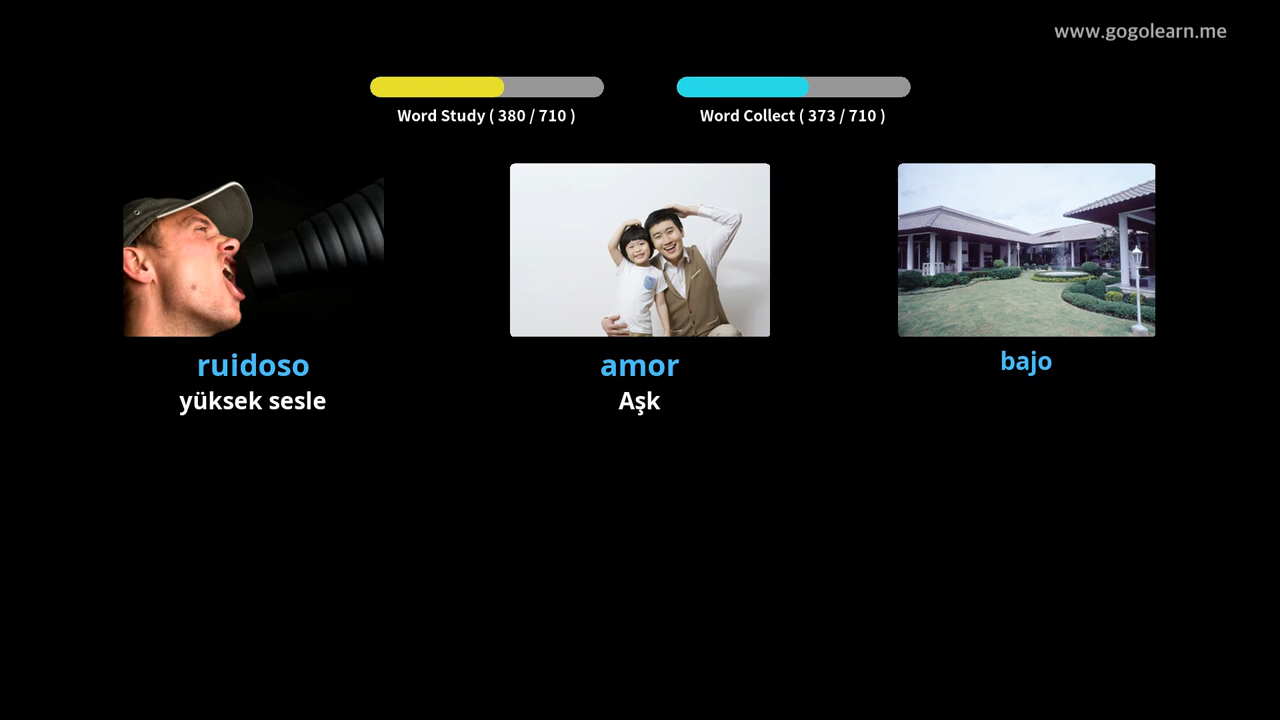 www.gogolearn.me
Word Study ( 380 / 710 )
Word Collect ( 373 / 710 )
ruidoso
yüksek sesle
amor
Aşk
bajo